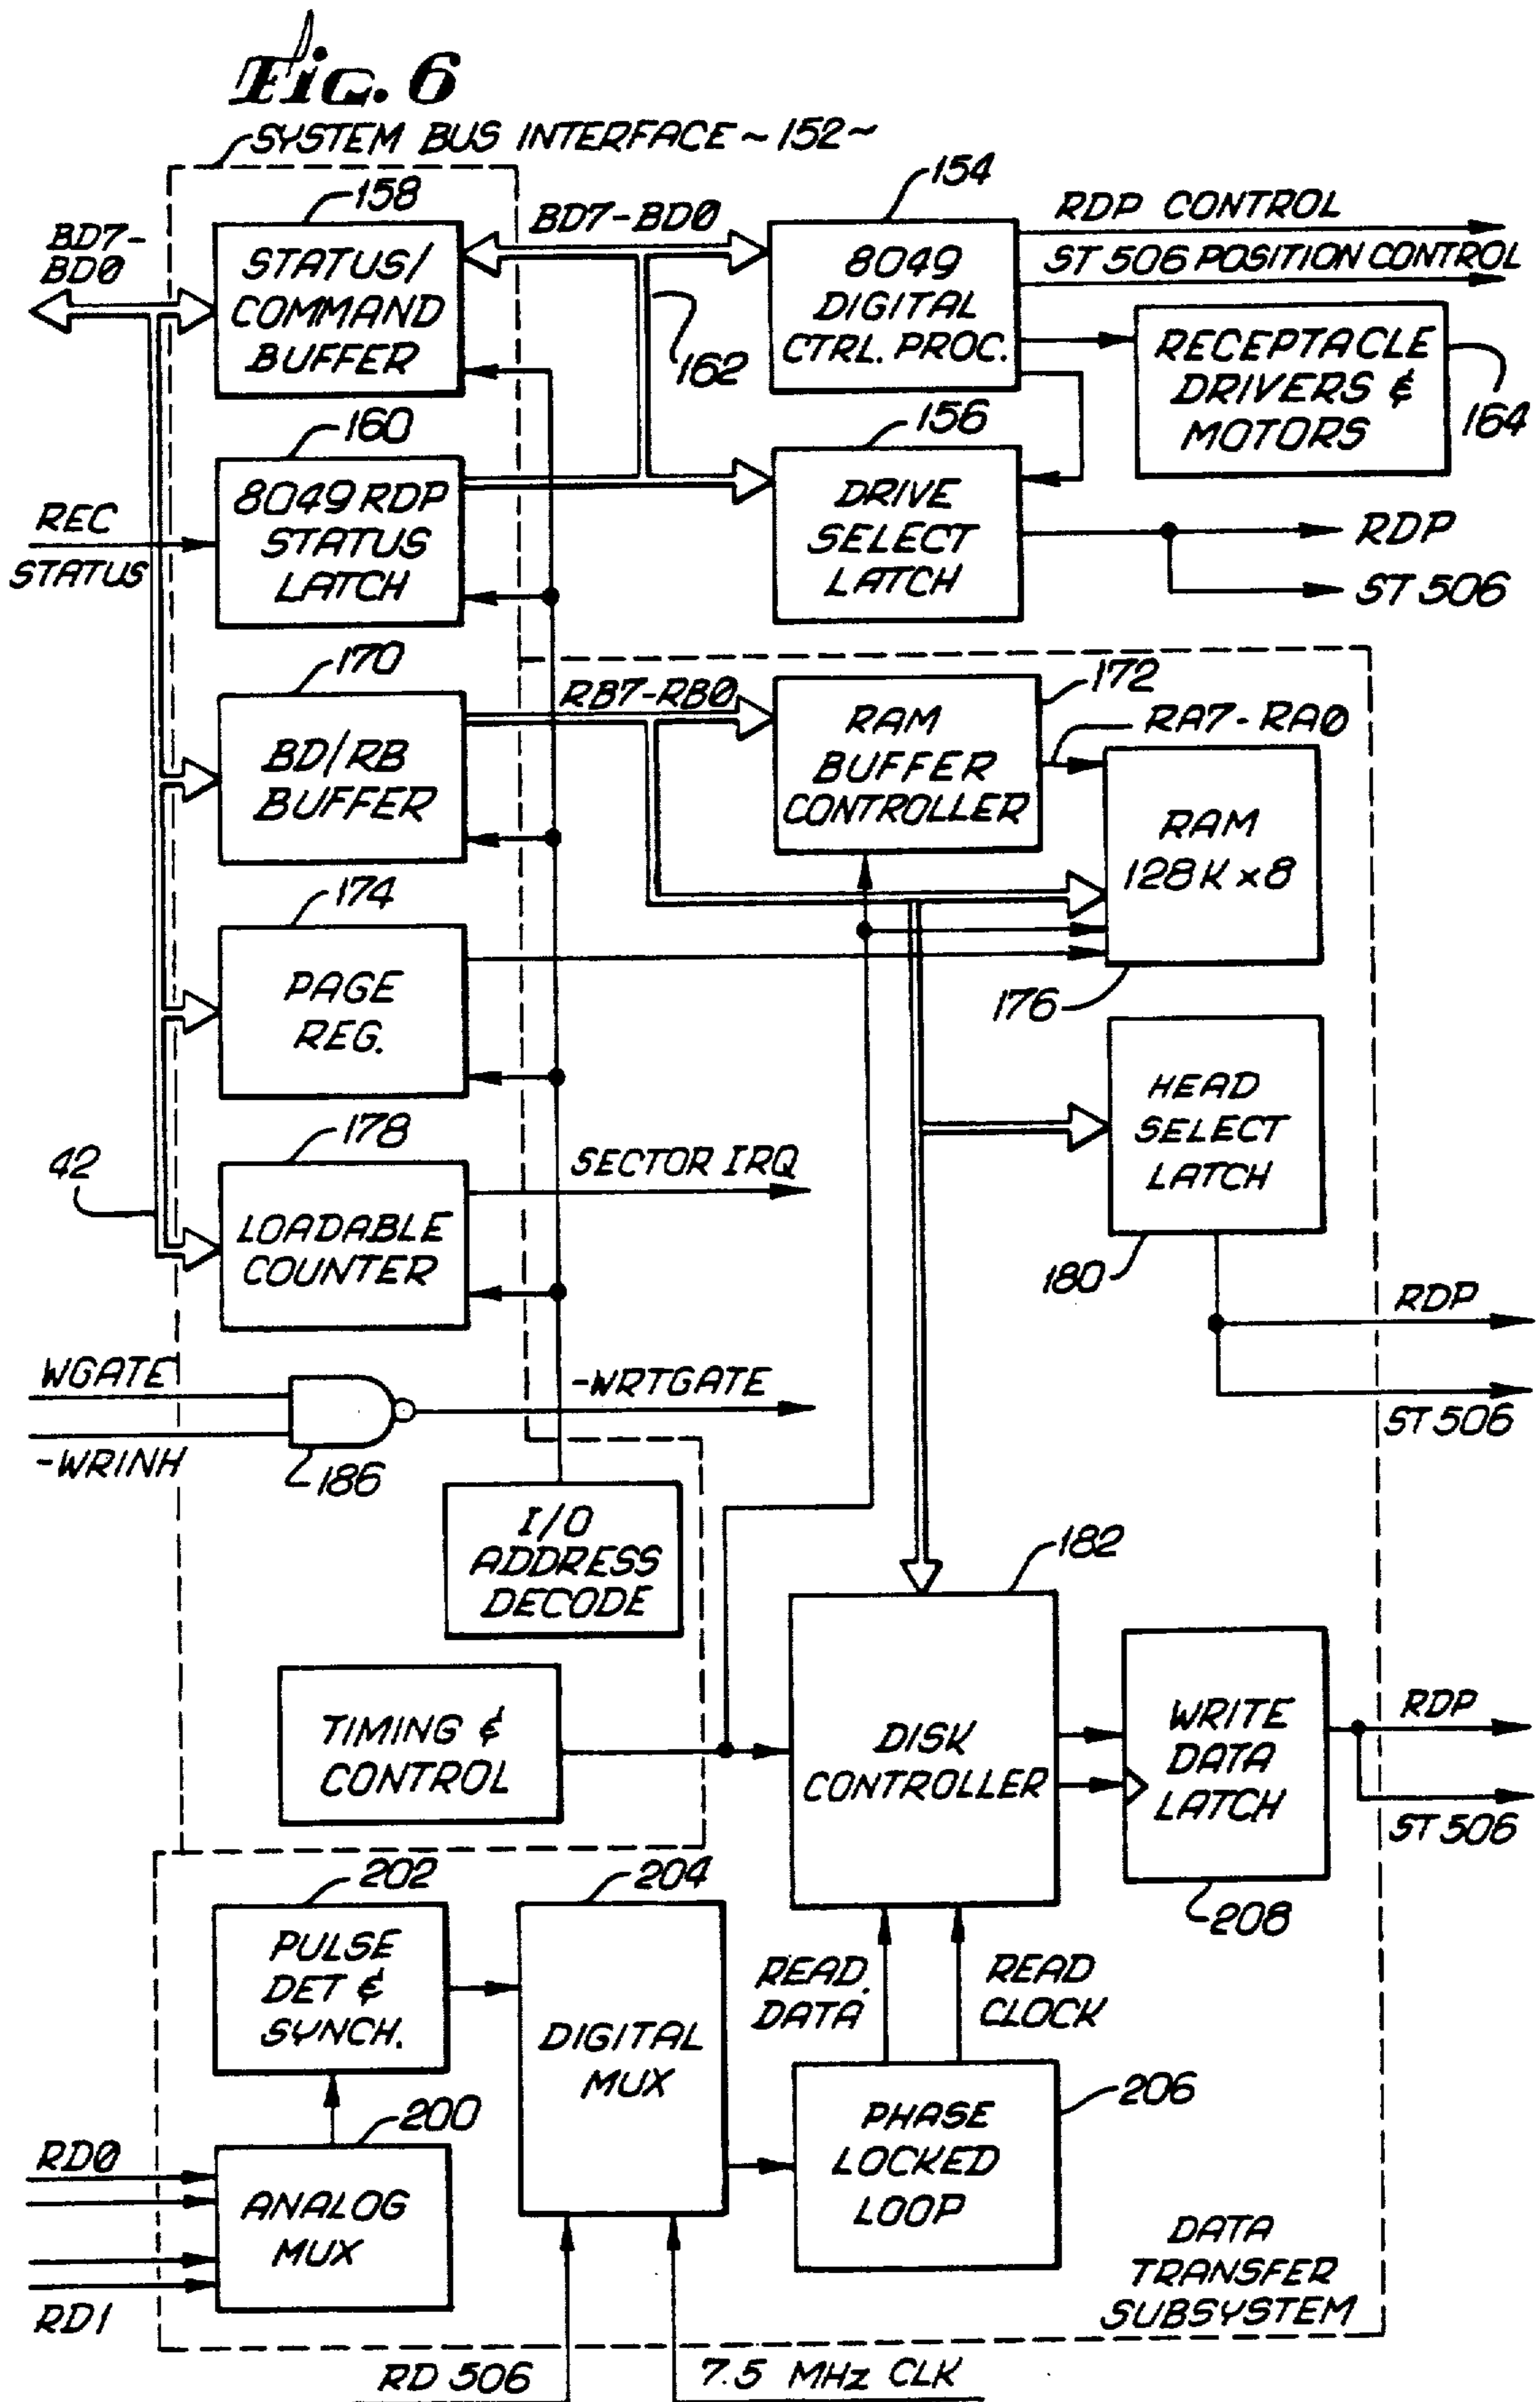 Fig. 6
SYSTEM BUS INTERFACE ~ 152 ~
158
154
BD7-
BD0
BD7-BD0
STATUS/
COMMAND
BUFFER
8049
DIGITAL
CTRL. PROC.
RDP CONTROL
ST 506 POSITION CONTROL
162
RECEPTACLE
DRIVERS &
MOTORS
164
160
156
REC
STATUS
8049 RDP
STATUS
LATCH
DRIVE
SELECT
LATCH
RDP
ST 506
170
172
RB7-RB0
BD/RB
BUFFER
RAM
BUFFER
CONTROLLER
RA7-RA0
RAM
128K x8
174
176
PAGE
REG.
HEAD
SELECT
LATCH
42
178
SECTOR IRQ
LOADABLE
COUNTER
180
RDP
ST 506
WGATE
-WRINH
186
-WRTGATE
I/O
ADDRESS
DECODE
182
TIMING &
CONTROL
DISK
CONTROLLER
WRITE
DATA
LATCH
RDP
ST 506
208
202
204
PULSE
DET &
SYNCH.
READ
DATA
READ
CLOCK
DIGITAL
MUX
200
206
RD0
RD1
ANALOG
MUX
PHASE
LOCKED
LOOP
DATA
TRANSFER
SUBSYSTEM
RD 506
7.5 MHz CLK